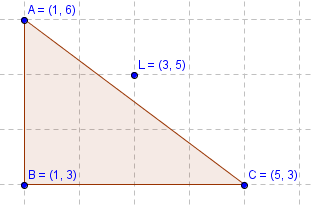 A = (1, 6)
L = (3, 5)
B = (1, 3)
C = (5, 3)